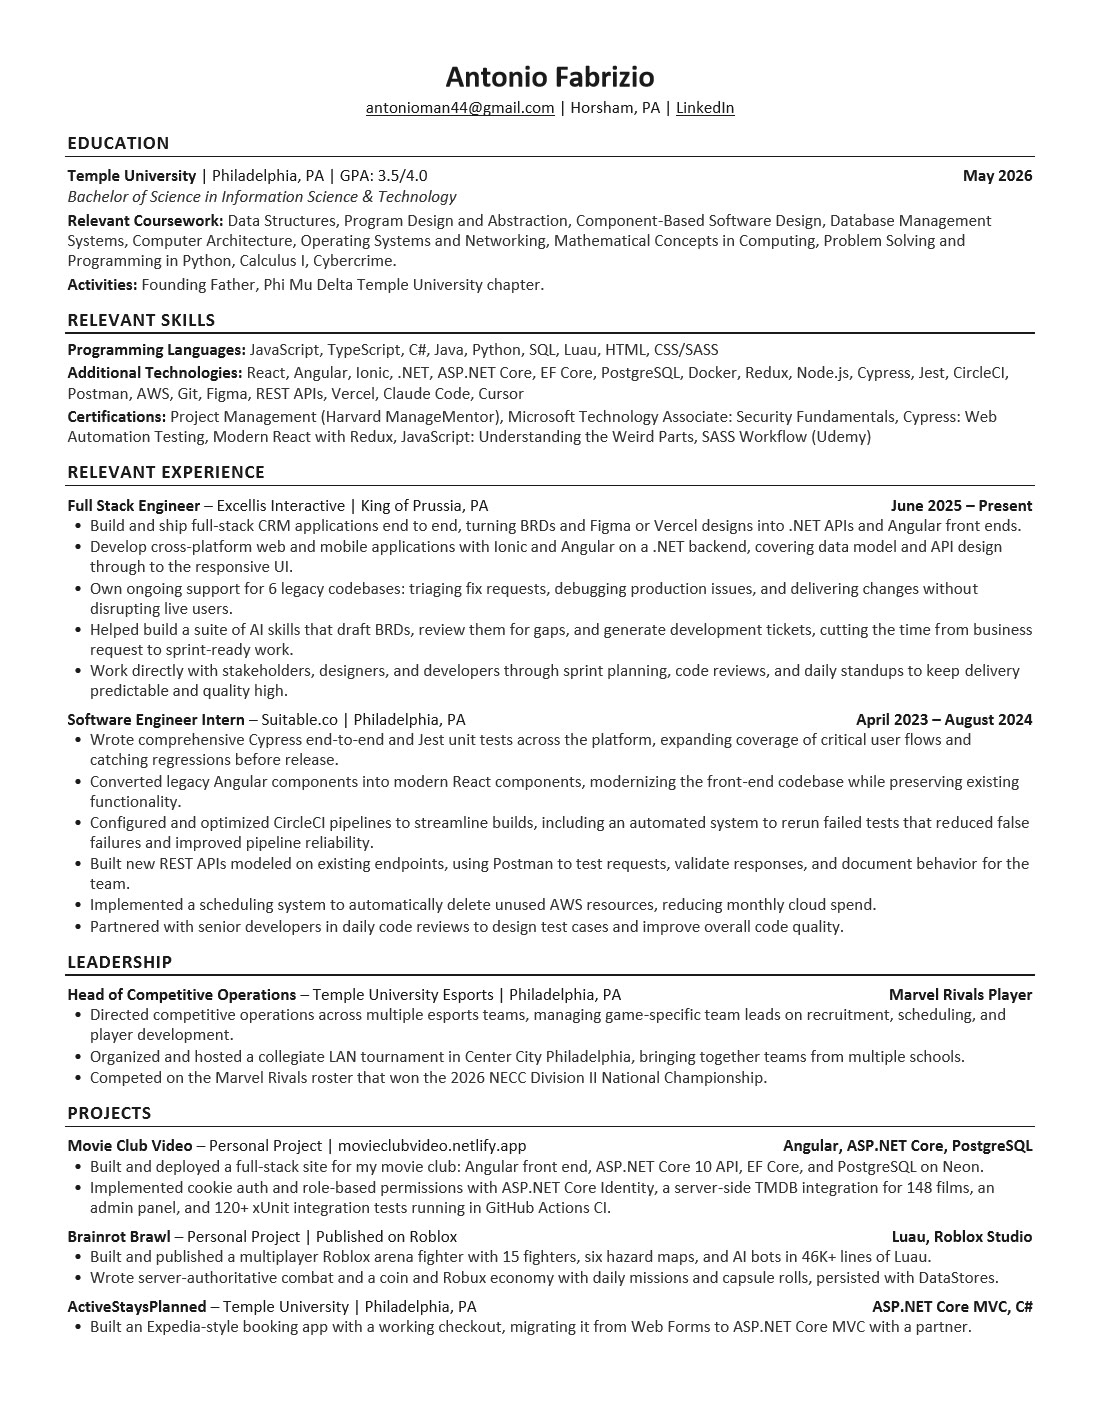 Antonio Fabrizio
antonioman44@gmail.com | Horsham, PA | LinkedIn
EDUCATION
Temple University | Philadelphia, PA | GPA: 3.5/4.0 May 2026
Bachelor of Science in Information Science & Technology
Relevant Coursework: Data Structures, Program Design and Abstraction, Component-Based Software Design, Database Management
Systems, Computer Architecture, Operating Systems and Networking, Mathematical Concepts in Computing, Problem Solving and
Programming in Python, Calculus I, Cybercrime.
Activities: Founding Father, Phi Mu Delta Temple University chapter.
RELEVANT SKILLS
Programming Languages: JavaScript, TypeScript, C#, Java, Python, SQL, Luau, HTML, CSS/SASS
Additional Technologies: React, Angular, Ionic, .NET, ASP.NET Core, EF Core, PostgreSQL, Docker, Redux, Node.js, Cypress, Jest, CircleCI,
Postman, AWS, Git, Figma, REST APIs, Vercel, Claude Code, Cursor
Certifications: Project Management (Harvard ManageMentor), Microsoft Technology Associate: Security Fundamentals, Cypress: Web
Automation Testing, Modern React with Redux, JavaScript: Understanding the Weird Parts, SASS Workflow (Udemy)
RELEVANT EXPERIENCE
Full Stack Engineer – Excellis Interactive | King of Prussia, PA June 2025 – Present
• Build and ship full-stack CRM applications end to end, turning BRDs and Figma or Vercel designs into .NET APIs and Angular front ends.
• Develop cross-platform web and mobile applications with Ionic and Angular on a .NET backend, covering data model and API design
through to the responsive UI.
• Own ongoing support for 6 legacy codebases: triaging fix requests, debugging production issues, and delivering changes without
disrupting live users.
• Helped build a suite of AI skills that draft BRDs, review them for gaps, and generate development tickets, cutting the time from business
request to sprint-ready work.
• Work directly with stakeholders, designers, and developers through sprint planning, code reviews, and daily standups to keep delivery
predictable and quality high.
Software Engineer Intern – Suitable.co | Philadelphia, PA April 2023 – August 2024
• Wrote comprehensive Cypress end-to-end and Jest unit tests across the platform, expanding coverage of critical user flows and
catching regressions before release.
• Converted legacy Angular components into modern React components, modernizing the front-end codebase while preserving existing
functionality.
• Configured and optimized CircleCI pipelines to streamline builds, including an automated system to rerun failed tests that reduced false
failures and improved pipeline reliability.
• Built new REST APIs modeled on existing endpoints, using Postman to test requests, validate responses, and document behavior for the
team.
• Implemented a scheduling system to automatically delete unused AWS resources, reducing monthly cloud spend.
• Partnered with senior developers in daily code reviews to design test cases and improve overall code quality.
LEADERSHIP
Head of Competitive Operations – Temple University Esports | Philadelphia, PA Marvel Rivals Player
• Directed competitive operations across multiple esports teams, managing game-specific team leads on recruitment, scheduling, and
player development.
• Organized and hosted a collegiate LAN tournament in Center City Philadelphia, bringing together teams from multiple schools.
• Competed on the Marvel Rivals roster that won the 2026 NECC Division II National Championship.
PROJECTS
Movie Club Video – Personal Project | movieclubvideo.netlify.app Angular, ASP.NET Core, PostgreSQL
• Built and deployed a full-stack site for my movie club: Angular front end, ASP.NET Core 10 API, EF Core, and PostgreSQL on Neon.
• Implemented cookie auth and role-based permissions with ASP.NET Core Identity, a server-side TMDB integration for 148 films, an
admin panel, and 120+ xUnit integration tests running in GitHub Actions CI.
Brainrot Brawl – Personal Project | Published on Roblox Luau, Roblox Studio
• Built and published a multiplayer Roblox arena fighter with 15 fighters, six hazard maps, and AI bots in 46K+ lines of Luau.
• Wrote server-authoritative combat and a coin and Robux economy with daily missions and capsule rolls, persisted with DataStores.
ActiveStaysPlanned – Temple University | Philadelphia, PA ASP.NET Core MVC, C#
• Built an Expedia-style booking app with a working checkout, migrating it from Web Forms to ASP.NET Core MVC with a partner.